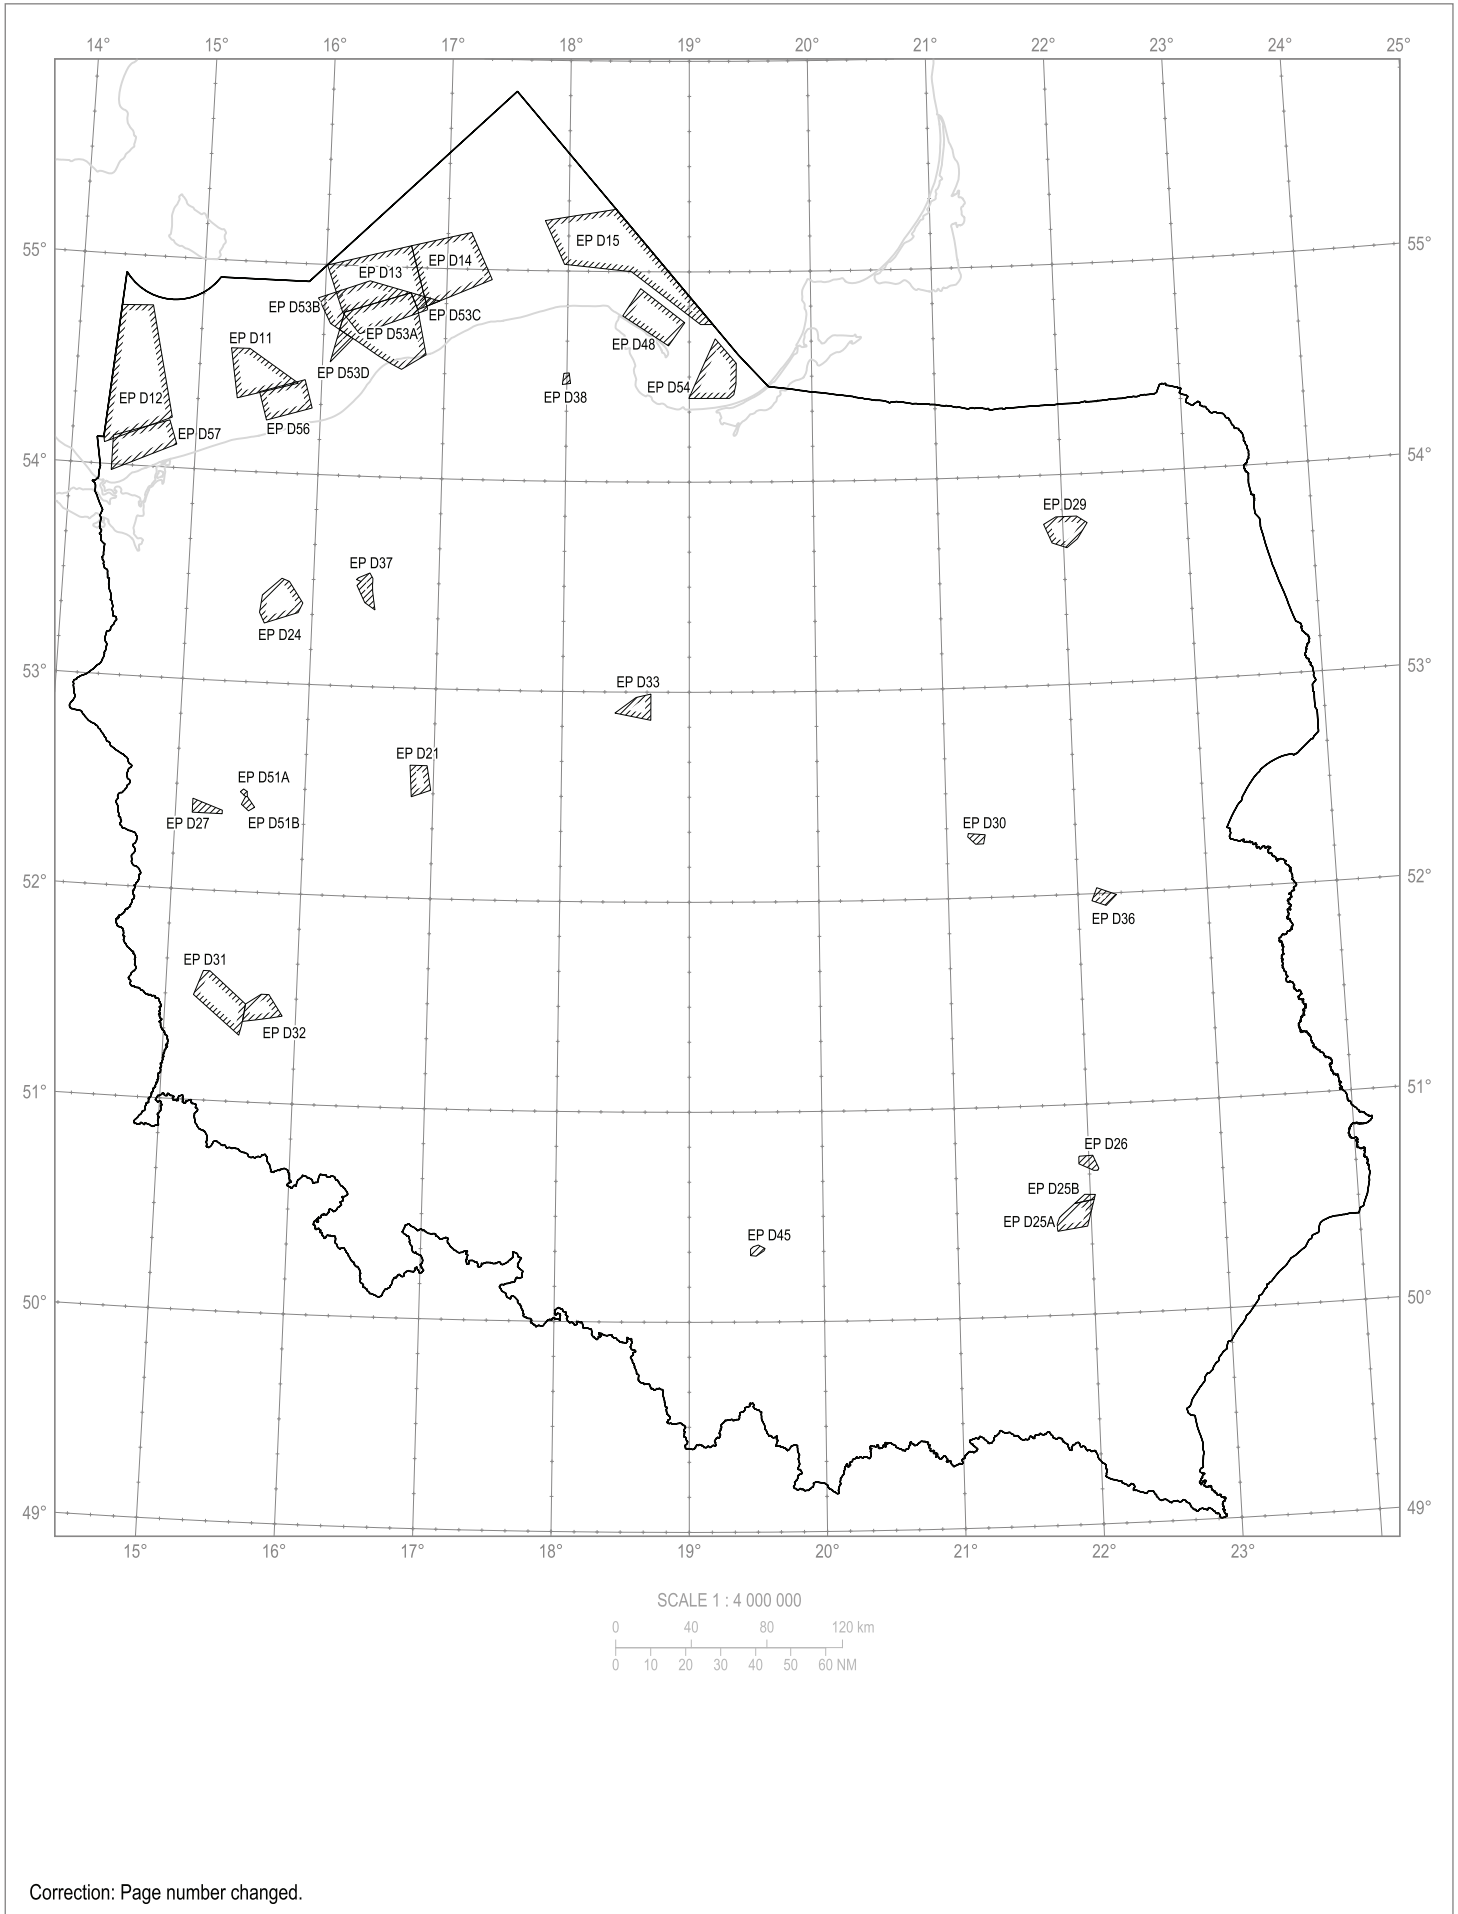 14° 15° 16° 17° 18° 19° 20° 21° 22° 23° 24° 25°
55° 55°
EP D15
EP D14
EP D13
EP D53B
EP D53C
EP D53A
EP D11
EP D48
EP D53D
EP D54
EP D12
EP D38
EP D56
EP D57
54° 54°
EP D29
EP D37
EP D24
53° 53°
EP D33
EP D21
EP D51A
EP D27 EP D51B
EP D30
52° 52°
EP D36
EP D31
EP D32
51° 51°
EP D26
EP D25B
EP D25A
EP D45
50° 50°
49° 49°
15° 16° 17° 18° 19° 20° 21° 22° 23°
SCALE 1 : 4 000 000
0 40 80 120 km
0 10 20 30 40 50 60 NM
Correction: Page number changed.